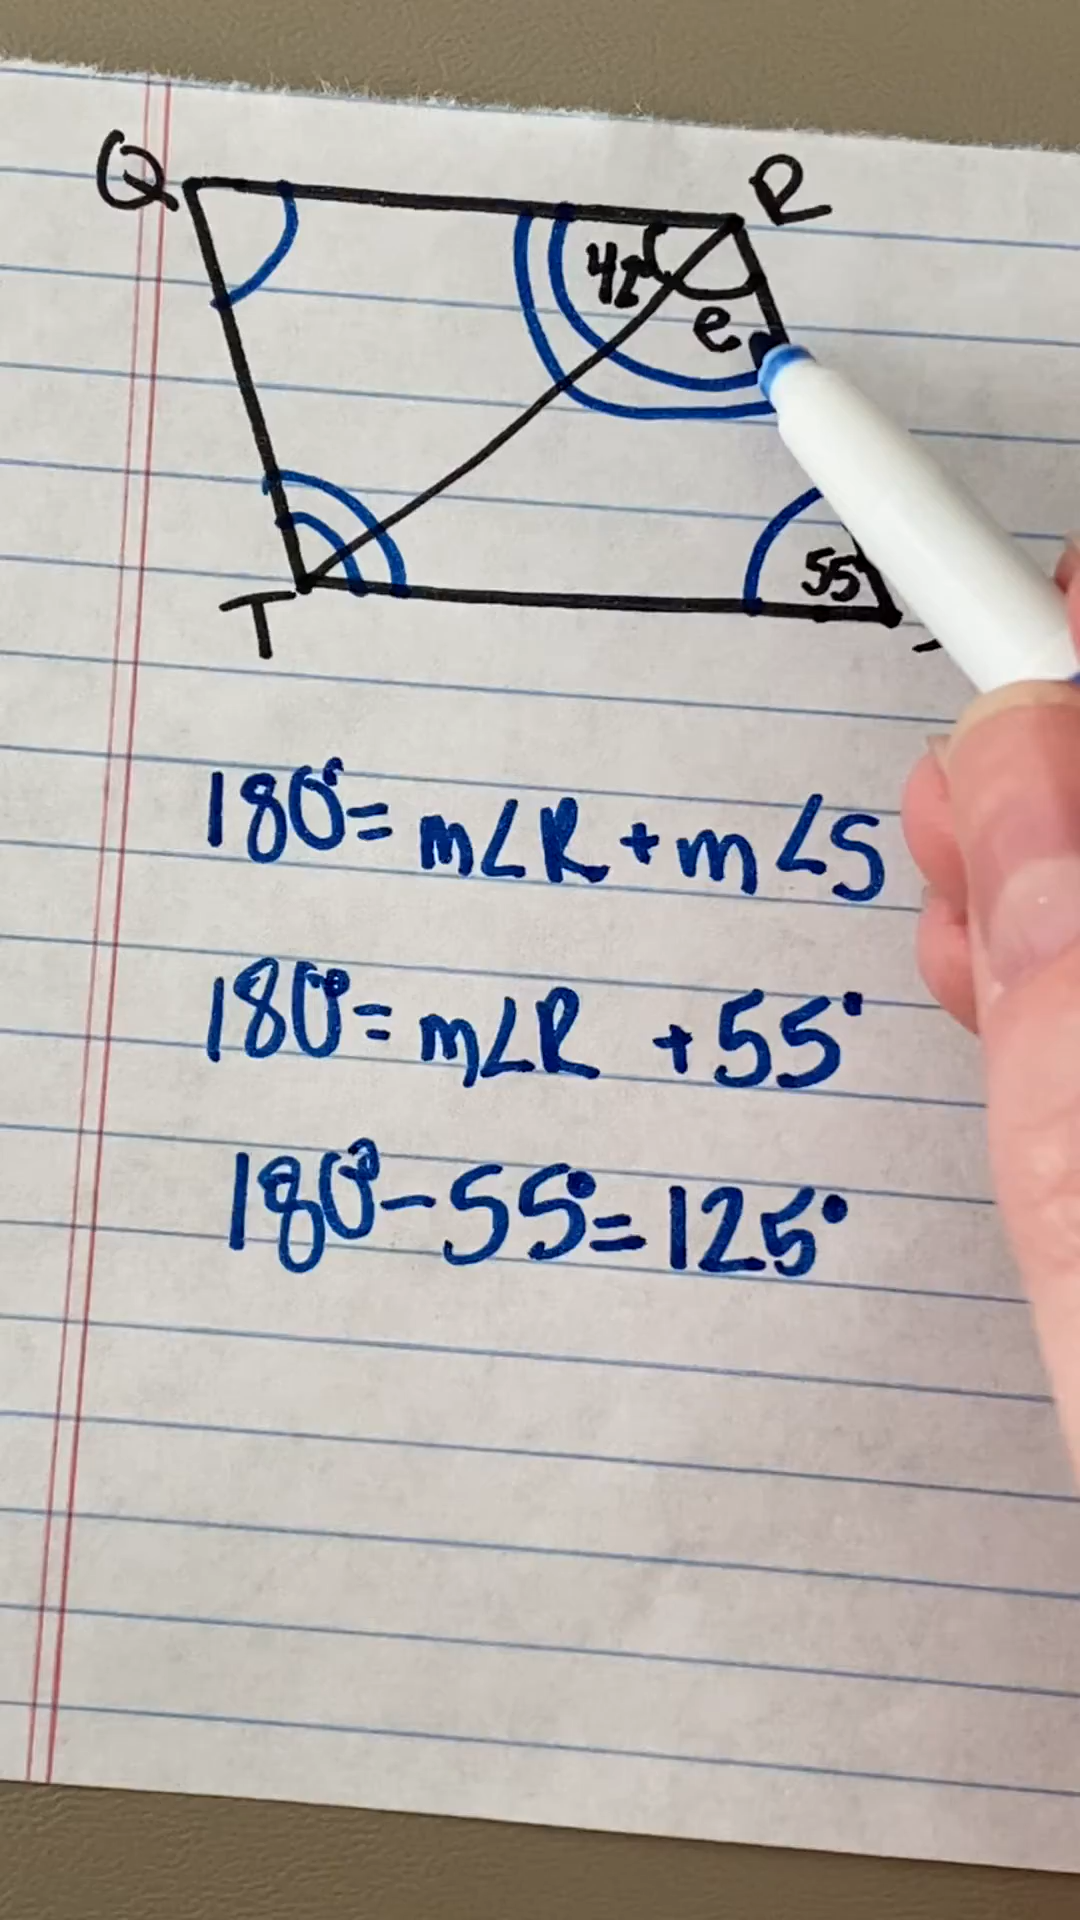 Q
R
42°
e
55°
T
180° = m∠R + m∠S
180° = m∠R + 55°
180° - 55° = 125°